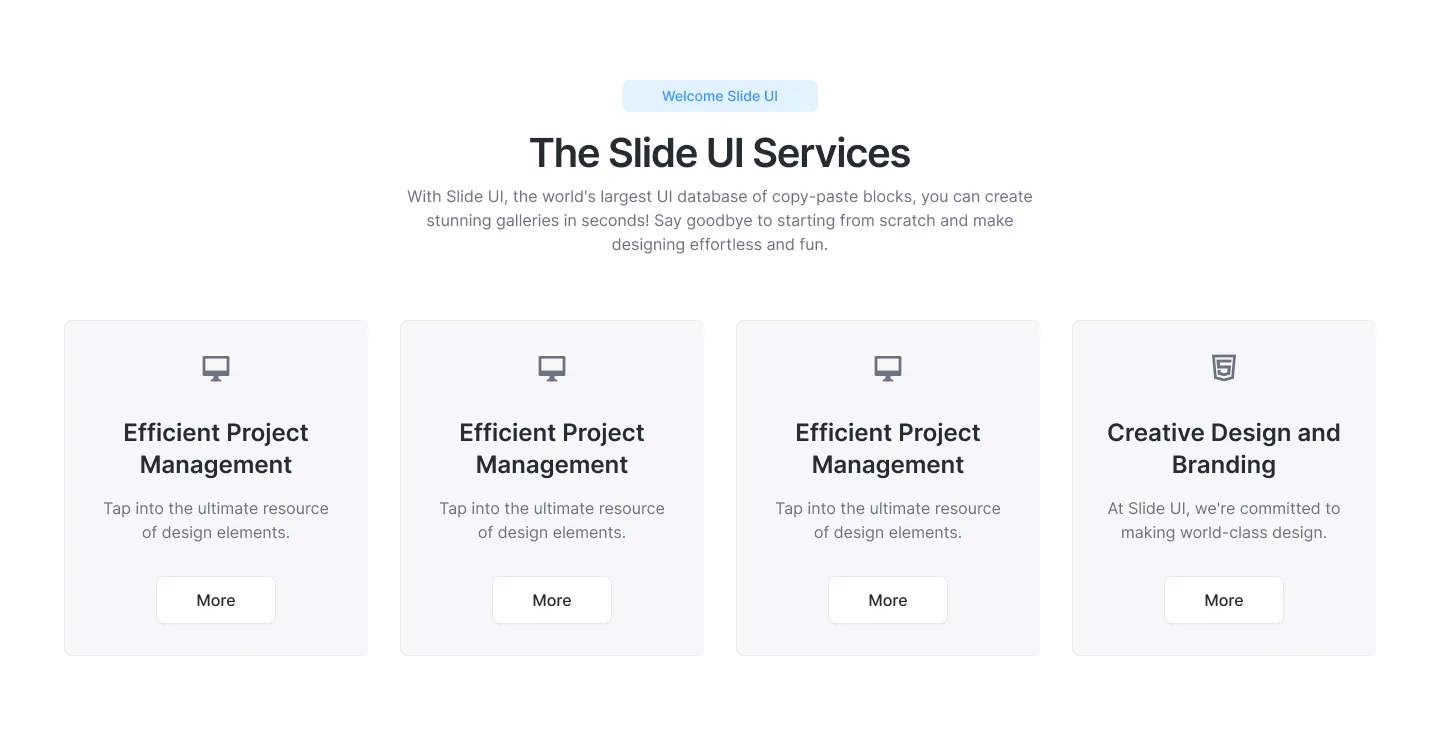 Welcome Slide UI
The Slide UI Services
With Slide UI, the world's largest UI database of copy-paste blocks, you can create
stunning galleries in seconds! Say goodbye to starting from scratch and make
designing effortless and fun.
Efficient Project
Management
Tap into the ultimate resource
of design elements.
More
Efficient Project
Management
Tap into the ultimate resource
of design elements.
More
Efficient Project
Management
Tap into the ultimate resource
of design elements.
More
5
Creative Design and
Branding
At Slide UI, we're committed to
making world-class design.
More